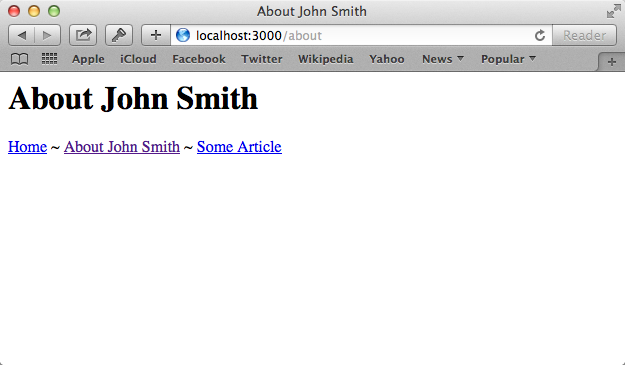 About John Smith
localhost:3000/about
Reader
Apple iCloud Facebook Twitter Wikipedia Yahoo News Popular
About John Smith
Home ~ About John Smith ~ Some Article